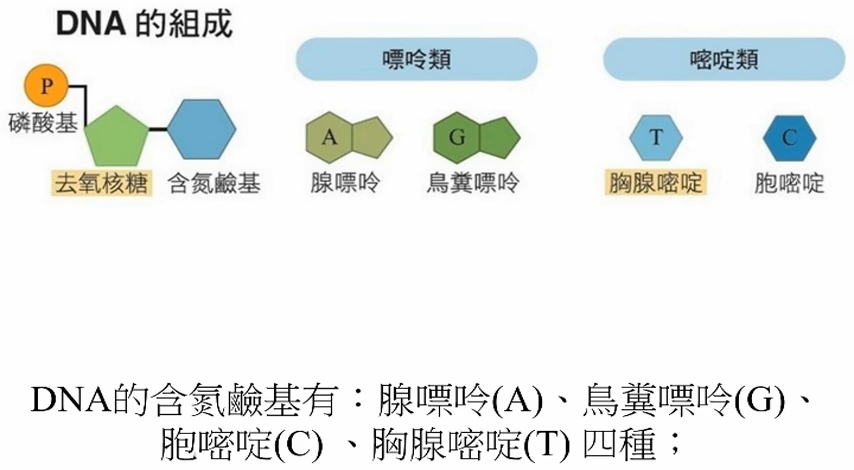 DNA 的組成
嘌呤類
嘧啶類
P
磷酸基
去氧核糖
含氮鹼基
A
腺嘌呤
G
鳥糞嘌呤
T
胸腺嘧啶
C
胞嘧啶
DNA的含氮鹼基有：腺嘌呤(A)、鳥糞嘌呤(G)、
胞嘧啶(C) 、胸腺嘧啶(T) 四種；